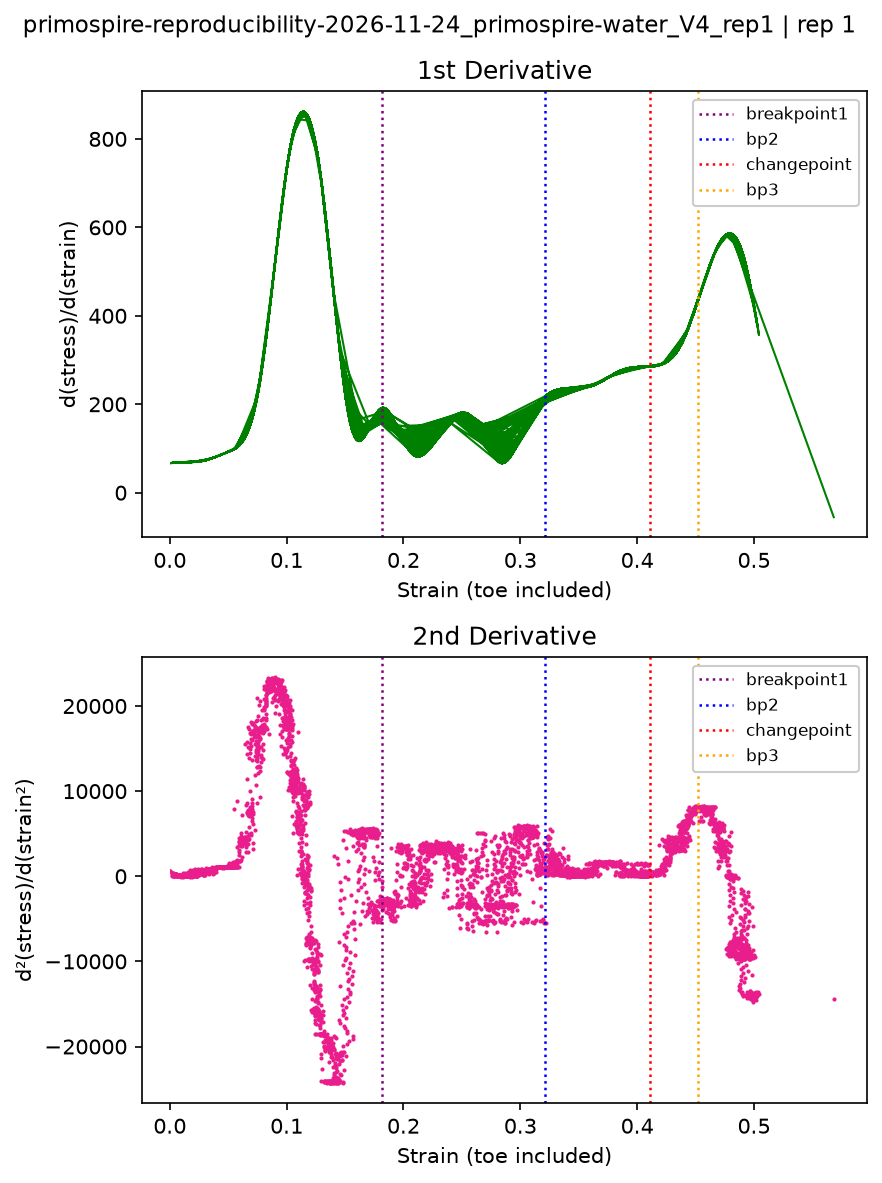 primospire-reproducibility-2026-11-24_primospire-water_V4_rep1 | rep 1
1st Derivative
d(stress)/d(strain)
800
600
400
200
0
breakpoint1
bp2
changepoint
bp3
0.0 0.1 0.2 0.3 0.4 0.5
Strain (toe included)
2nd Derivative
d²(stress)/d(strain²)
20000
10000
0
−10000
−20000
breakpoint1
bp2
changepoint
bp3
0.0 0.1 0.2 0.3 0.4 0.5
Strain (toe included)